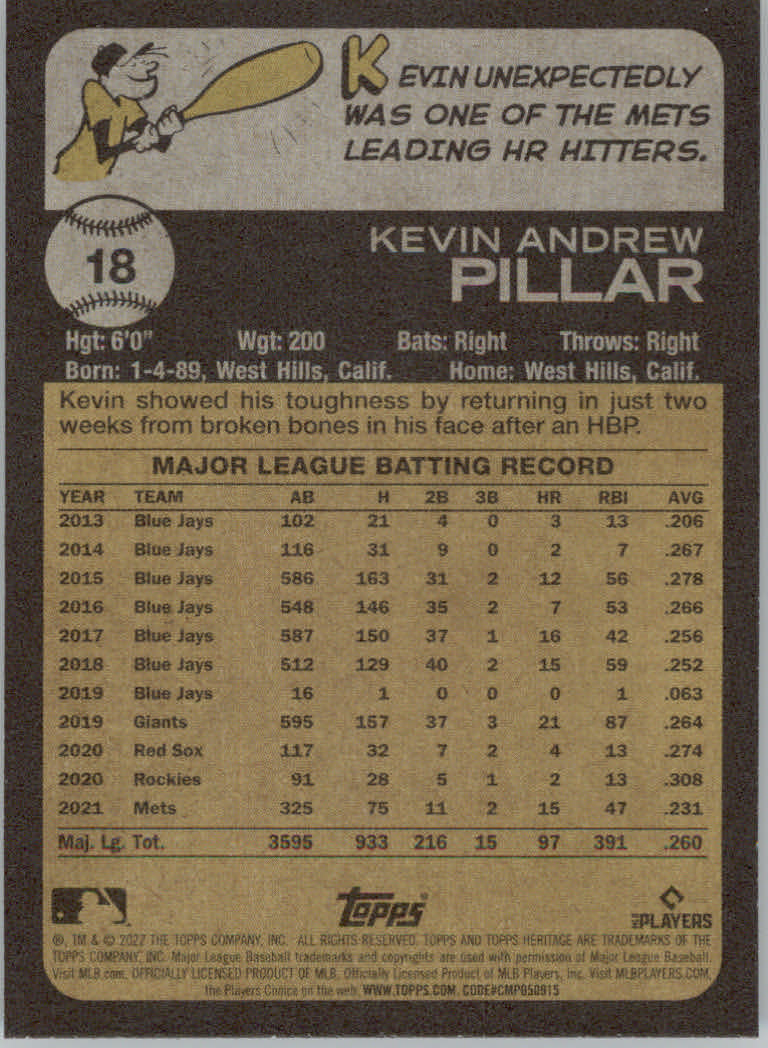 KEVIN UNEXPECTEDLY
WAS ONE OF THE METS
LEADING HR HITTERS.
18
KEVIN ANDREW
PILLAR
Hgt: 6'0" Wgt: 200 Bats: Right Throws: Right
Born: 1-4-89, West Hills, Calif. Home: West Hills, Calif.
Kevin showed his toughness by returning in just two
weeks from broken bones in his face after an HBP.
MAJOR LEAGUE BATTING RECORD
YEAR TEAM AB H 2B 3B HR RBI AVG
2013 Blue Jays 102 21 4 0 3 13 .206
2014 Blue Jays 116 31 9 0 2 7 .267
2015 Blue Jays 586 163 31 2 12 56 .278
2016 Blue Jays 548 146 35 2 7 53 .266
2017 Blue Jays 587 150 37 1 16 42 .256
2018 Blue Jays 512 129 40 2 15 59 .252
2019 Blue Jays 16 1 0 0 0 1 .063
2019 Giants 595 157 37 3 21 87 .264
2020 Red Sox 117 32 7 2 4 13 .274
2020 Rockies 91 28 5 1 2 13 .308
2021 Mets 325 75 11 2 15 47 .231
Maj. Lg. Tot. 3595 933 216 15 97 391 .260
Topps®
MLB PLAYERS
®, TM & © 2022 THE TOPPS COMPANY, INC. ALL RIGHTS RESERVED. TOPPS AND TOPPS HERITAGE ARE TRADEMARKS OF THE
TOPPS COMPANY, INC. Major League Baseball trademarks and copyrights are used with permission of Major League Baseball.
Visit MLB.com. OFFICIALLY LICENSED PRODUCT OF MLB. Officially Licensed Product of MLB Players, Inc. Visit MLBPLAYERS.COM,
the Players Choice on the web. WWW.TOPPS.COM. CODE#CMP050915